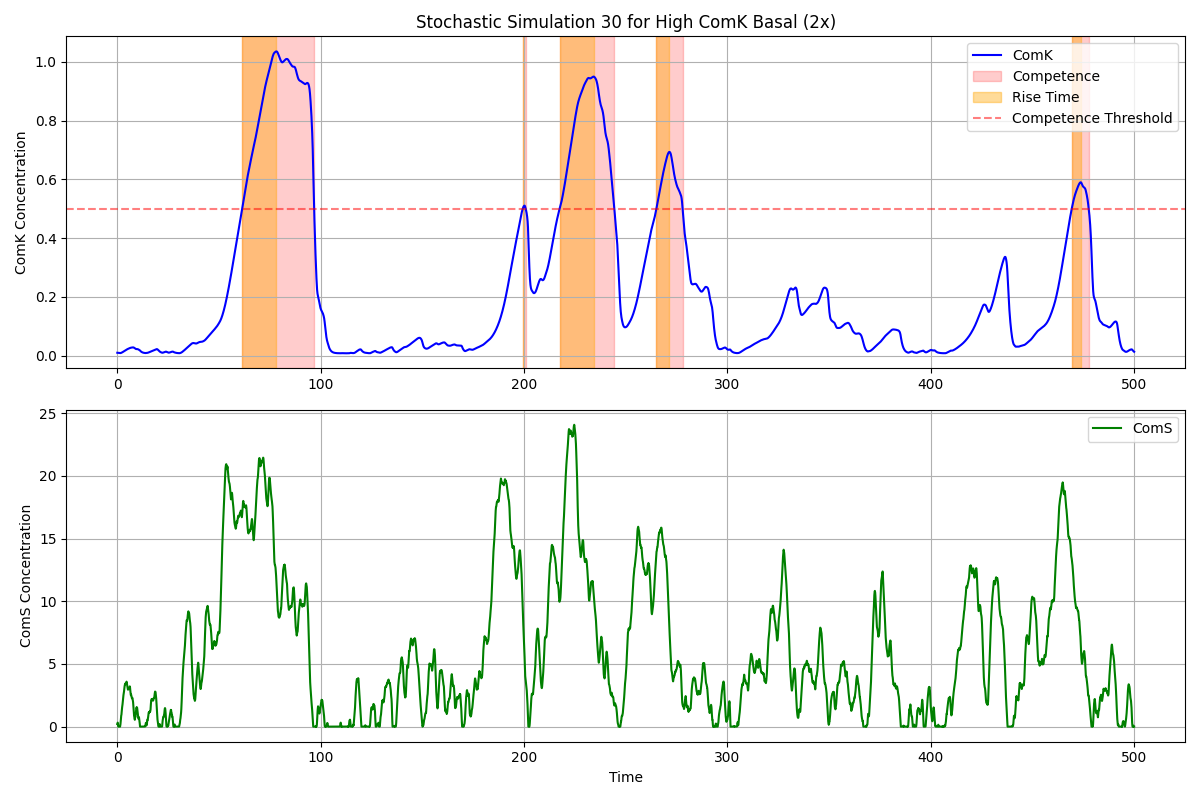 Stochastic Simulation 30 for High ComK Basal (2x)
ComK Concentration
1.0
0.8
0.6
0.4
0.2
0.0
ComK
Competence
Rise Time
Competence Threshold
0 100 200 300 400 500
ComS Concentration
25
20
15
10
5
0
ComS
0 100 200 300 400 500
Time